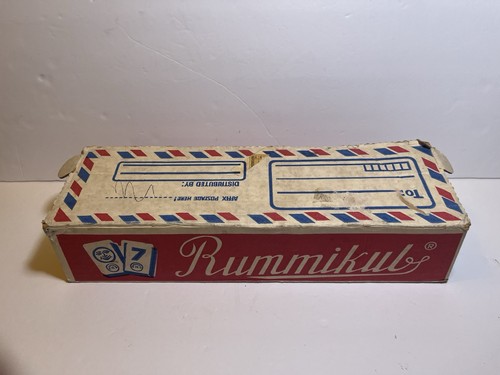 To:
DISTRIBUTED BY:
AFFIX POSTAGE HERE!
7
Rummikub®